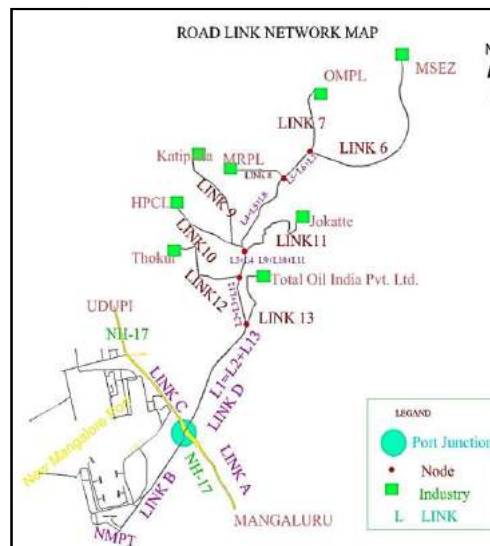 ROAD LINK NETWORK MAP
N
MSEZ
OMPL
LINK 7
LINK 6
MRPL
LINK 8
LINK 9
HPCL
Jokatte
LINK10
LINK11
Thokur
LINK12
Total Oil India Pvt. Ltd.
LINK 13
UDUPI
NH-17
L1=L2+L13
LINK C
LINK D
New Mangalore Port
LINK A
NH-17
LINK B
MANGALURU
NMPT
LEGAND
Port Junction
Node
Industry
L LINK